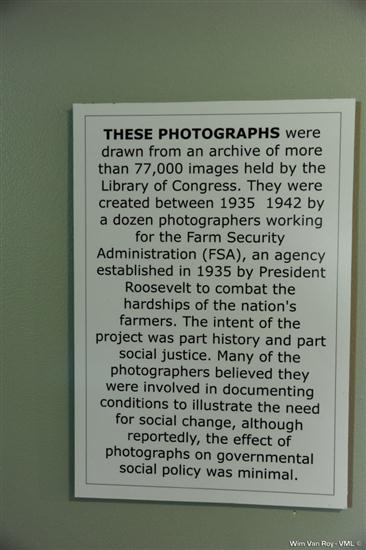 THESE PHOTOGRAPHS were
drawn from an archive of more
than 77,000 images held by the
Library of Congress. They were
created between 1935 1942 by
a dozen photographers working
for the Farm Security
Administration (FSA), an agency
established in 1935 by President
Roosevelt to combat the
hardships of the nation's
farmers. The intent of the
project was part history and part
social justice. Many of the
photographers believed they
were involved in documenting
conditions to illustrate the need
for social change, although
reportedly, the effect of
photographs on governmental
social policy was minimal.
Wim Van Roy - VML ©